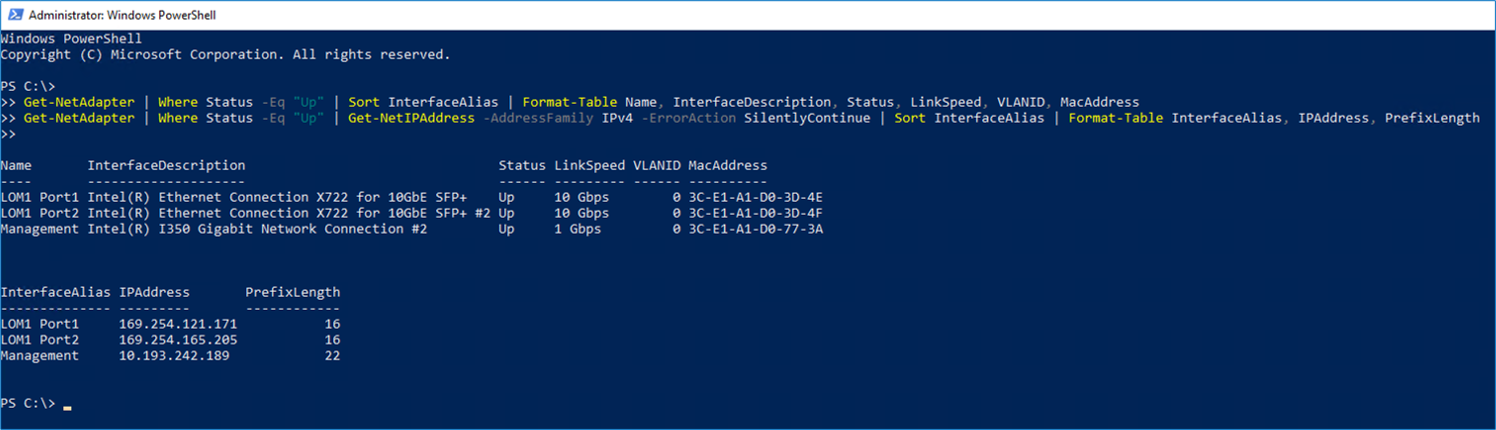 Administrator: Windows PowerShell
Windows PowerShell
Copyright (C) Microsoft Corporation. All rights reserved.
PS C:\>
>> Get-NetAdapter | Where Status -Eq "Up" | Sort InterfaceAlias | Format-Table Name, InterfaceDescription, Status, LinkSpeed, VLANID, MacAddress
>> Get-NetAdapter | Where Status -Eq "Up" | Get-NetIPAddress -AddressFamily IPv4 -ErrorAction SilentlyContinue | Sort InterfaceAlias | Format-Table InterfaceAlias, IPAddress, PrefixLength
>>
Name       InterfaceDescription                                Status LinkSpeed VLANID MacAddress
----       --------------------                                ------ --------- ------ ----------
LOM1 Port1 Intel(R) Ethernet Connection X722 for 10GbE SFP+    Up     10 Gbps        0 3C-E1-A1-D0-3D-4E
LOM1 Port2 Intel(R) Ethernet Connection X722 for 10GbE SFP+ #2 Up     10 Gbps        0 3C-E1-A1-D0-3D-4F
Management Intel(R) I350 Gigabit Network Connection #2         Up     1 Gbps         0 3C-E1-A1-D0-77-3A
InterfaceAlias IPAddress       PrefixLength
-------------- ---------       ------------
LOM1 Port1     169.254.121.171           16
LOM1 Port2     169.254.165.205           16
Management     10.193.242.189            22
PS C:\>